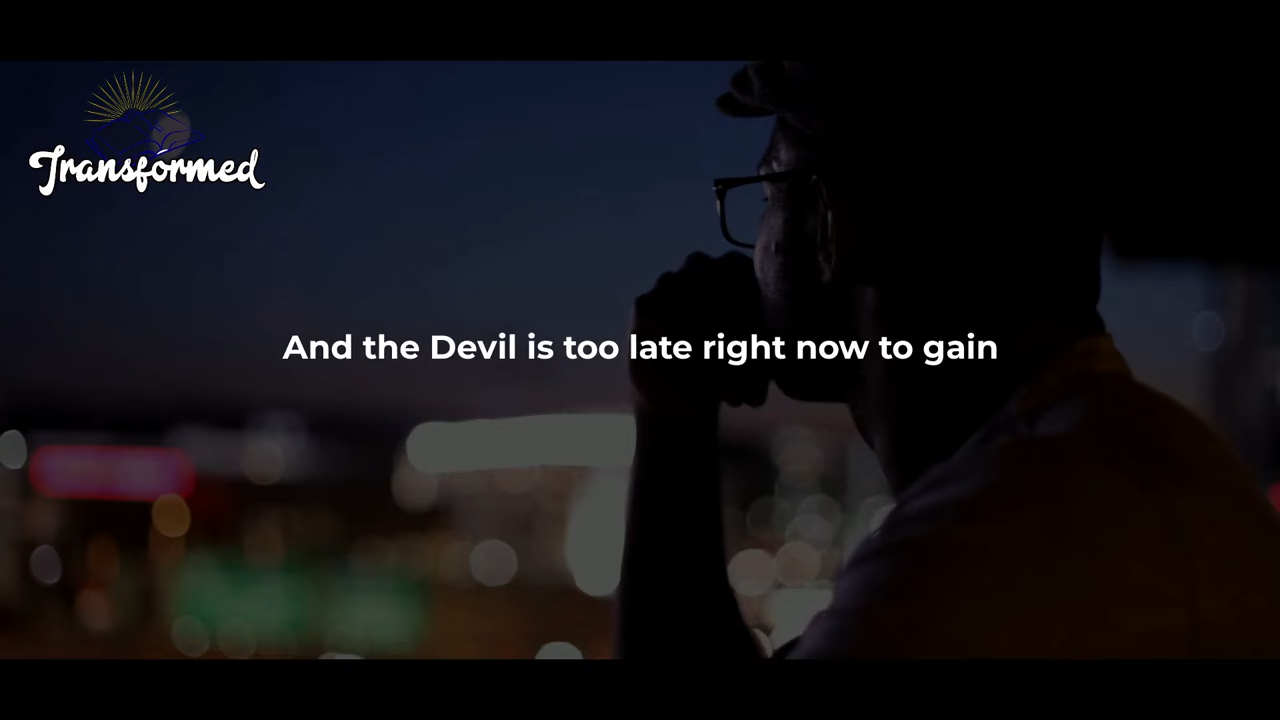 Transformed
And the Devil is too late right now to gain